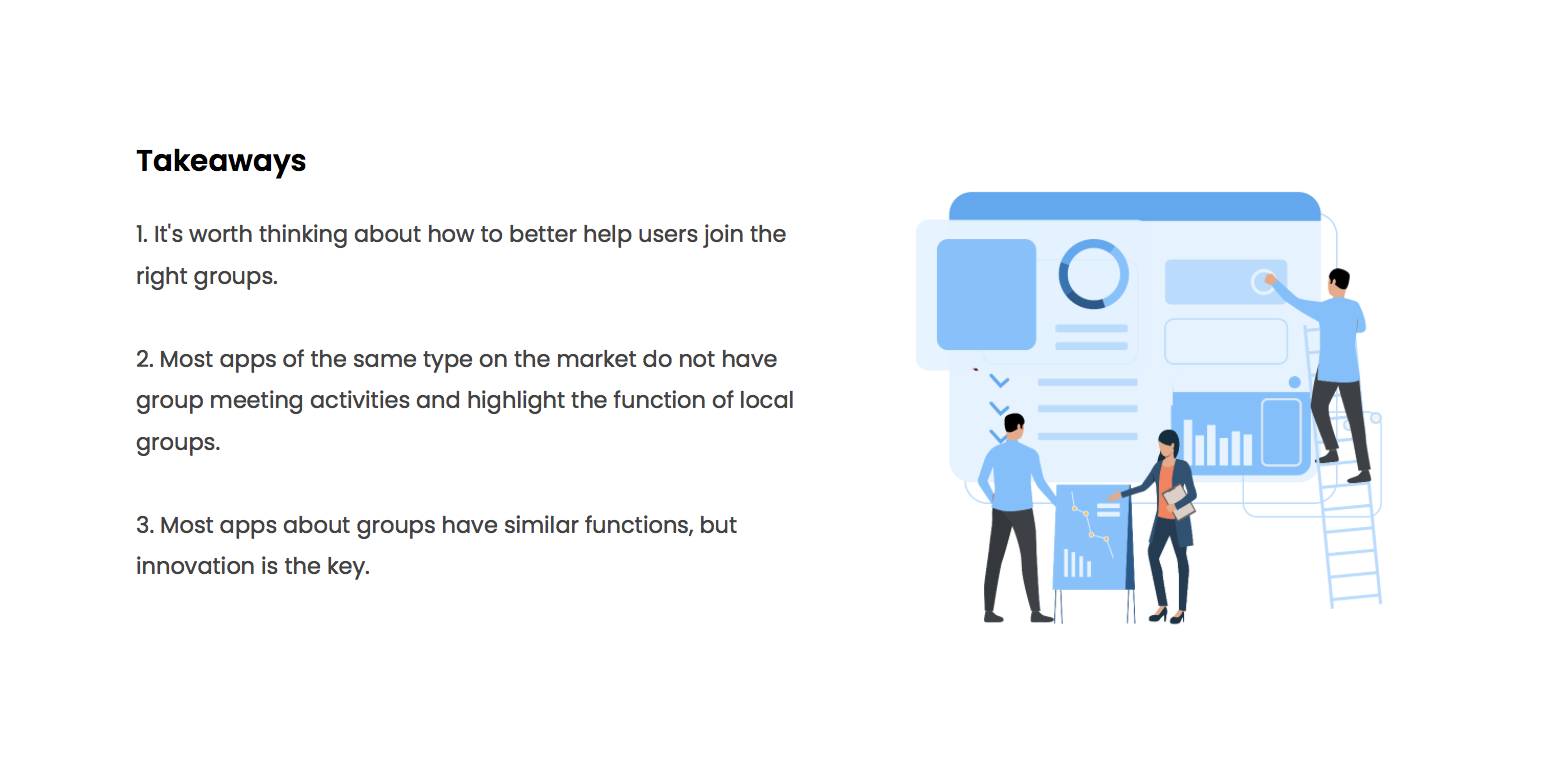 Takeaways
1. It's worth thinking about how to better help users join the
right groups.
2. Most apps of the same type on the market do not have
group meeting activities and highlight the function of local
groups.
3. Most apps about groups have similar functions, but
innovation is the key.